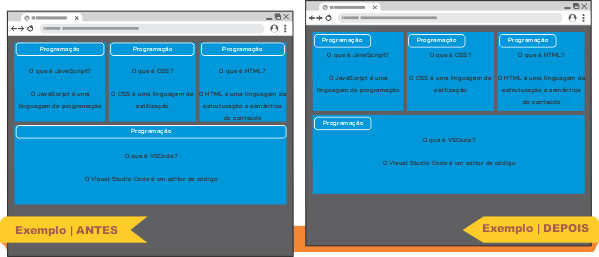 Programação
Programação
Programação
O que é JavaScript?
O que é CSS?
O que é HTML?
O JavaScript é uma
linguagem de programação
O CSS é uma linguagem de
estilização
O HTML é uma linguagem de
estruturação e semântica
do conteúdo
Programação
O que é VSCode?
O Visual Studio Code é um editor de código
Exemplo | ANTES
Programação
Programação
Programação
O que é JavaScript?
O que é CSS?
O que é HTML?
O JavaScript é uma
linguagem de programação
O CSS é uma linguagem de
estilização
O HTML é uma linguagem de
estruturação e semântica
do conteúdo
Programação
O que é VSCode?
O Visual Studio Code é um editor de código
Exemplo | DEPOIS